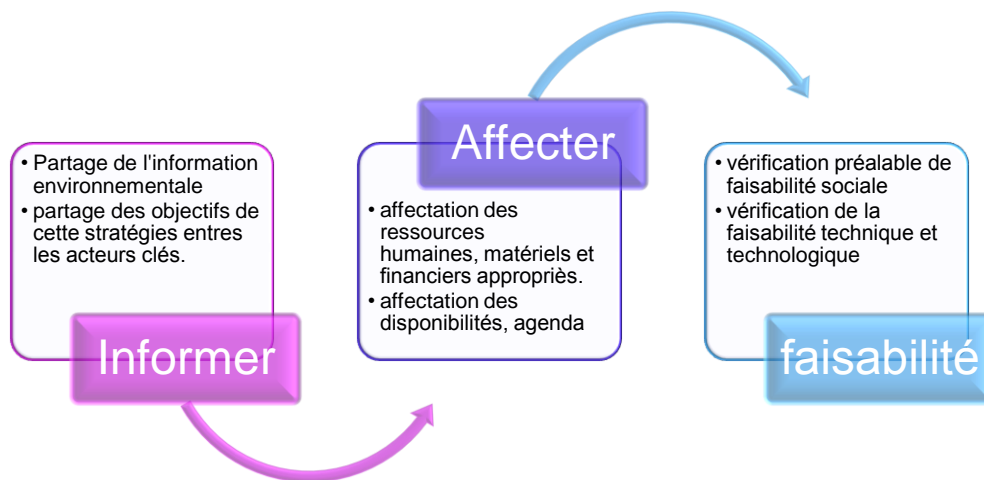 • Partage de l'information
environnementale
• partage des objectifs de
cette stratégies entres
les acteurs clés.
Informer
Affecter
• affectation des
ressources
humaines, matériels et
financiers appropriès.
• affectation des
disponibilités, agenda
• vérification préalable de
faisabilité sociale
• vérification de la
faisabilité technique et
technologique
faisabilité